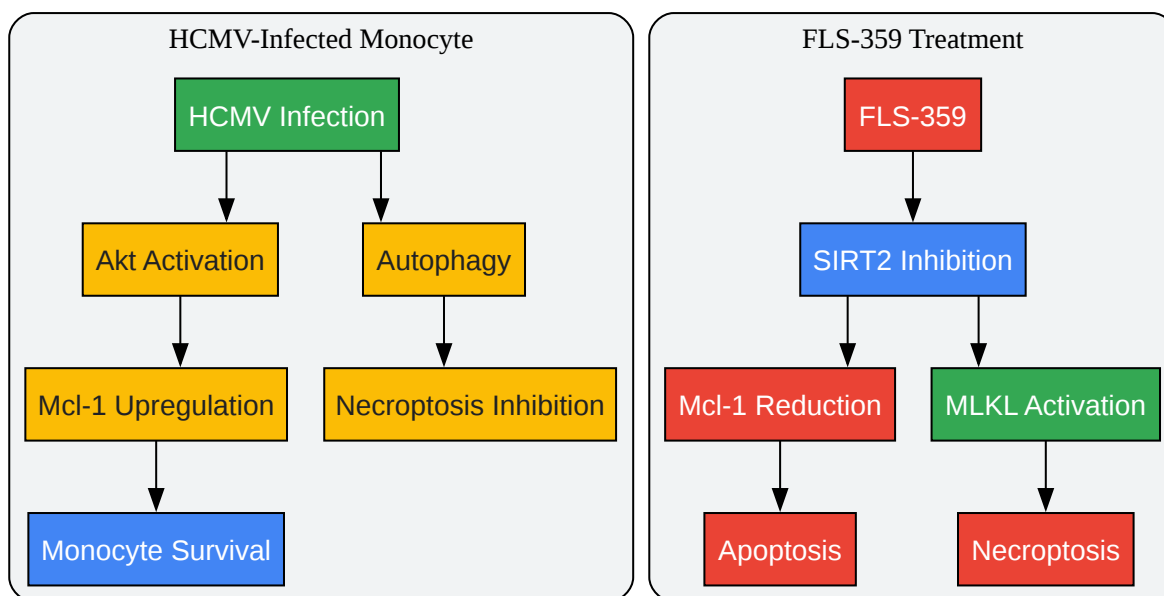 HCMV-Infected Monocyte
HCMV Infection
Akt Activation
Autophagy
Mcl-1 Upregulation
Necroptosis Inhibition
Monocyte Survival
FLS-359 Treatment
FLS-359
SIRT2 Inhibition
Mcl-1 Reduction
MLKL Activation
Apoptosis
Necroptosis